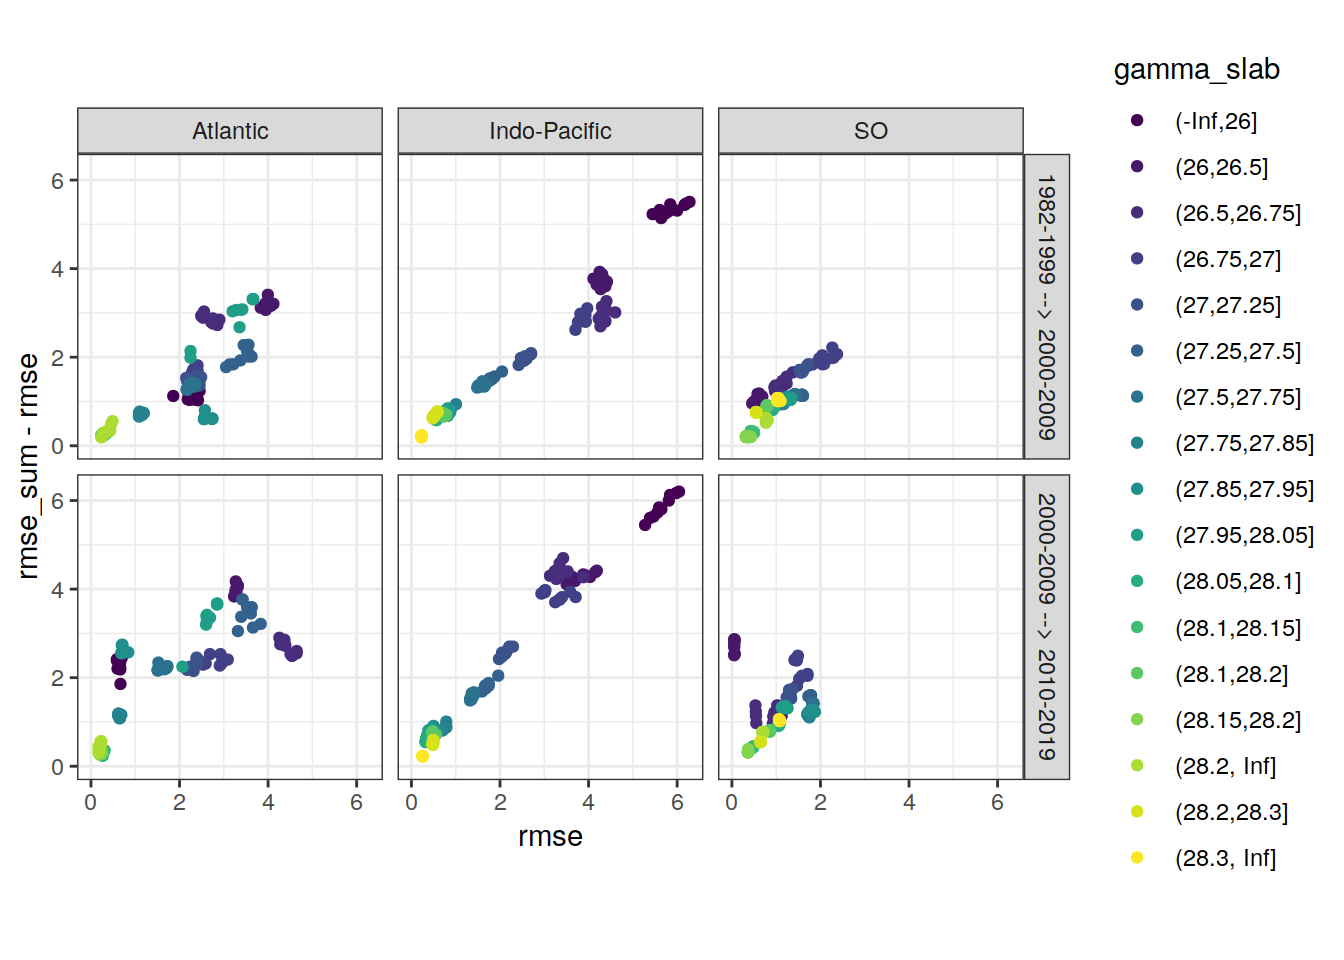 gamma_slab
Atlantic
Indo-Pacific
SO
6
4
2
0
1982-1999 --> 2000-2009
6
4
2
0
2000-2009 --> 2010-2019
0 2 4 6
0 2 4 6
0 2 4 6
rmse
rmse_sum - rmse
(-Inf,26]
(26,26.5]
(26.5,26.75]
(26.75,27]
(27,27.25]
(27.25,27.5]
(27.5,27.75]
(27.75,27.85]
(27.85,27.95]
(27.95,28.05]
(28.05,28.1]
(28.1,28.15]
(28.1,28.2]
(28.15,28.2]
(28.2, Inf]
(28.2,28.3]
(28.3, Inf]